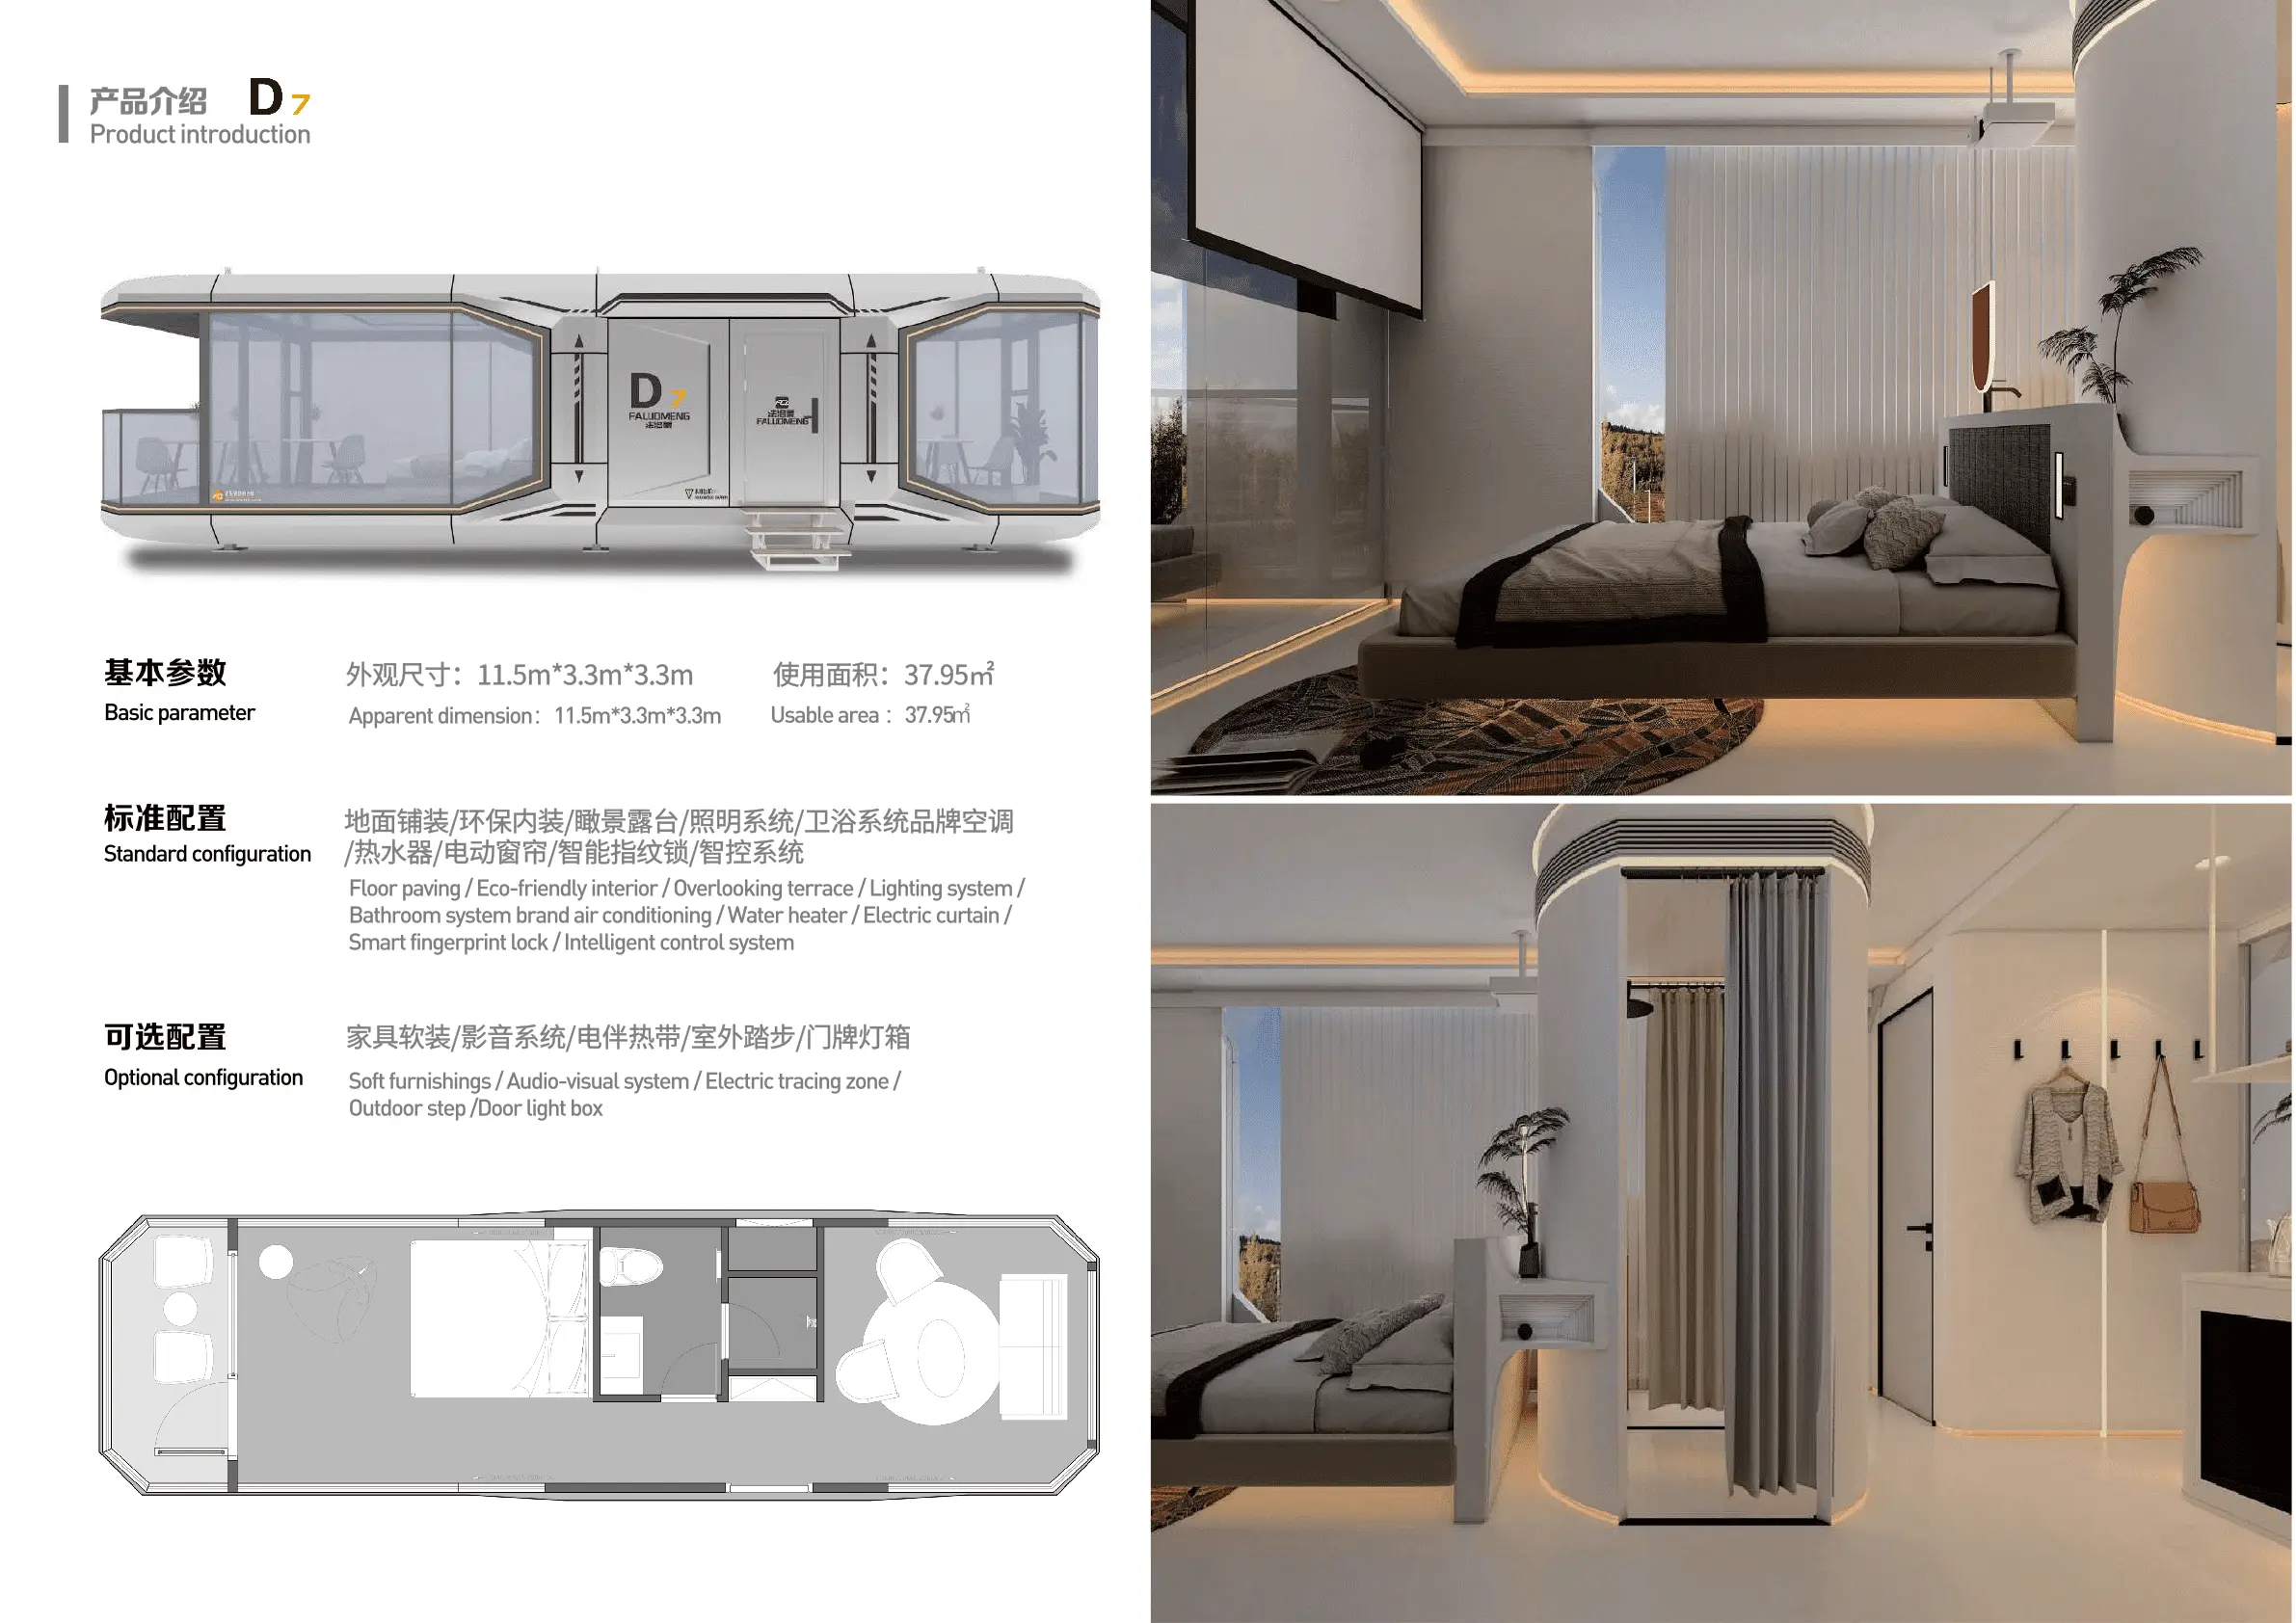 产品介绍 D7
Product introduction
D7
FALUOMENG
FALUOMENG
基本参数
外观尺寸：11.5m*3.3m*3.3m
使用面积：37.95㎡
Basic parameter
Apparent dimension：11.5m*3.3m*3.3m
Usable area：37.95㎡
标准配置
地面铺装/环保内装/瞰景露台/照明系统/卫浴系统品牌空调
/热水器/电动窗帘/智能指纹锁/智控系统
Standard configuration
Floor paving / Eco-friendly interior / Overlooking terrace / Lighting system /
Bathroom system brand air conditioning / Water heater / Electric curtain /
Smart fingerprint lock / Intelligent control system
可选配置
家具软装/影音系统/电伴热带/室外踏步/门牌灯箱
Optional configuration
Soft furnishings / Audio-visual system / Electric tracing zone /
Outdoor step /Door light box